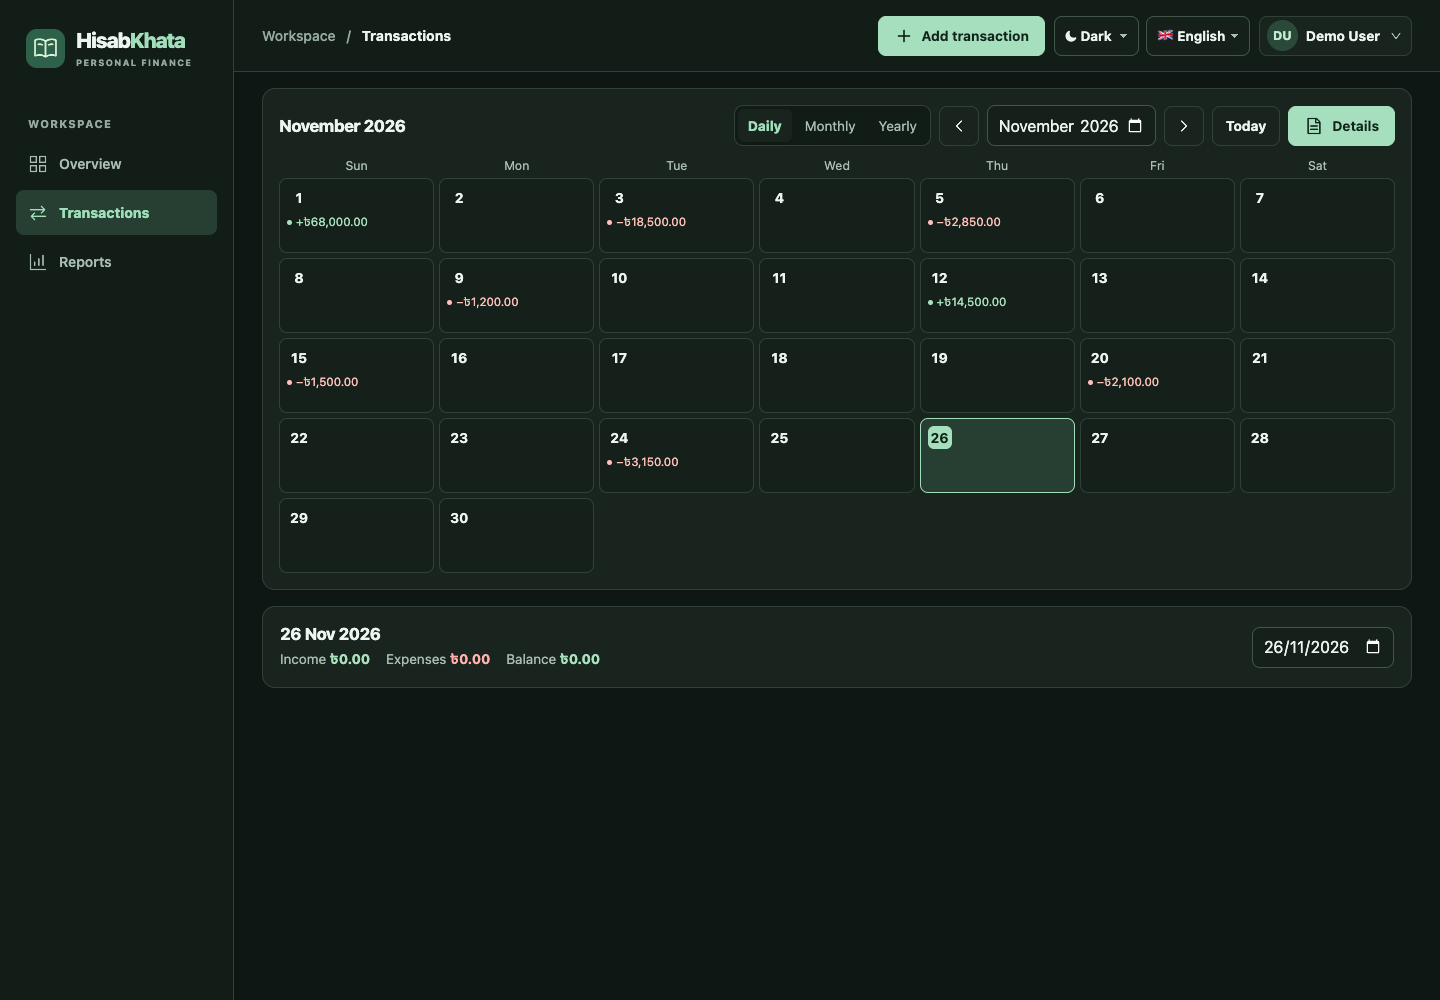 HisabKhata
PERSONAL FINANCE
WORKSPACE
Overview
Transactions
Reports
Workspace / Transactions
Add transaction
Dark
English
DU Demo User
November 2026
Daily Monthly Yearly
November 2026
Today
Details
Sun Mon Tue Wed Thu Fri Sat
1 2 3 4 5 6 7
+৳68,000.00 −৳18,500.00 −৳2,850.00
8 9 10 11 12 13 14
−৳1,200.00 +৳14,500.00
15 16 17 18 19 20 21
−৳1,500.00 −৳2,100.00
22 23 24 25 26 27 28
−৳3,150.00
29 30
26 Nov 2026
Income ৳0.00 Expenses ৳0.00 Balance ৳0.00
26/11/2026